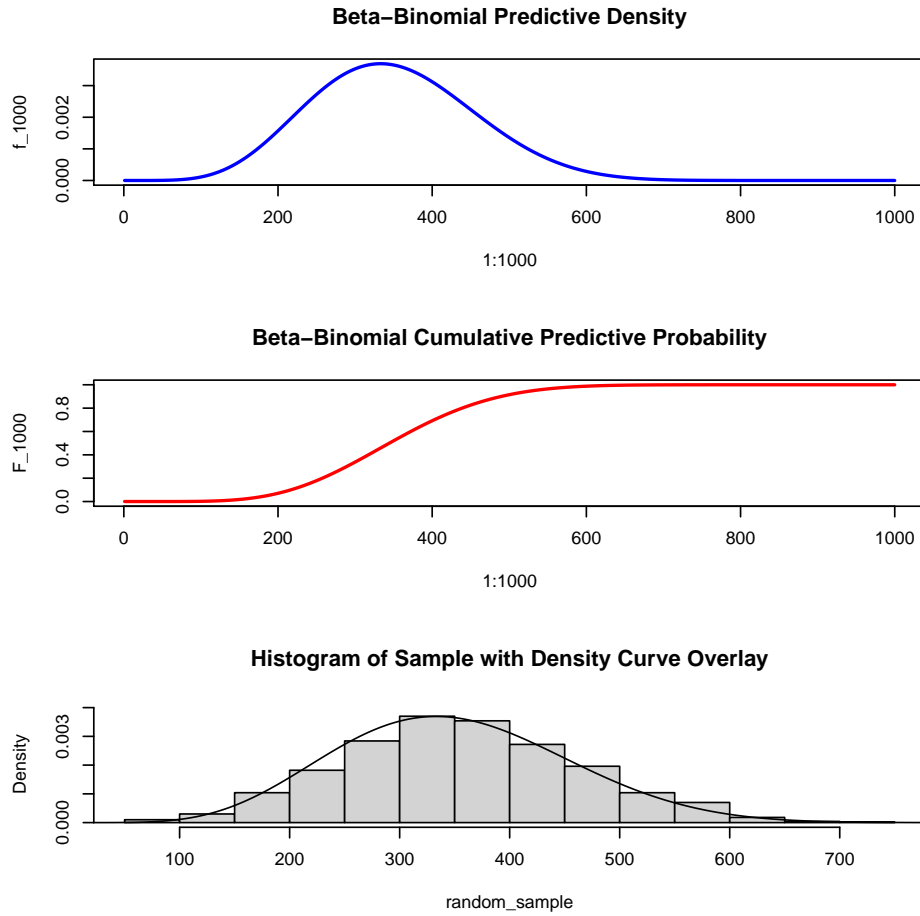 Beta−Binomial Predictive Density
f_1000
0.002
0.000
0 200 400 600 800 1000
1:1000
Beta−Binomial Cumulative Predictive Probability
F_1000
0.8
0.4
0.0
0 200 400 600 800 1000
1:1000
Histogram of Sample with Density Curve Overlay
Density
0.003
0.000
100 200 300 400 500 600 700
random_sample